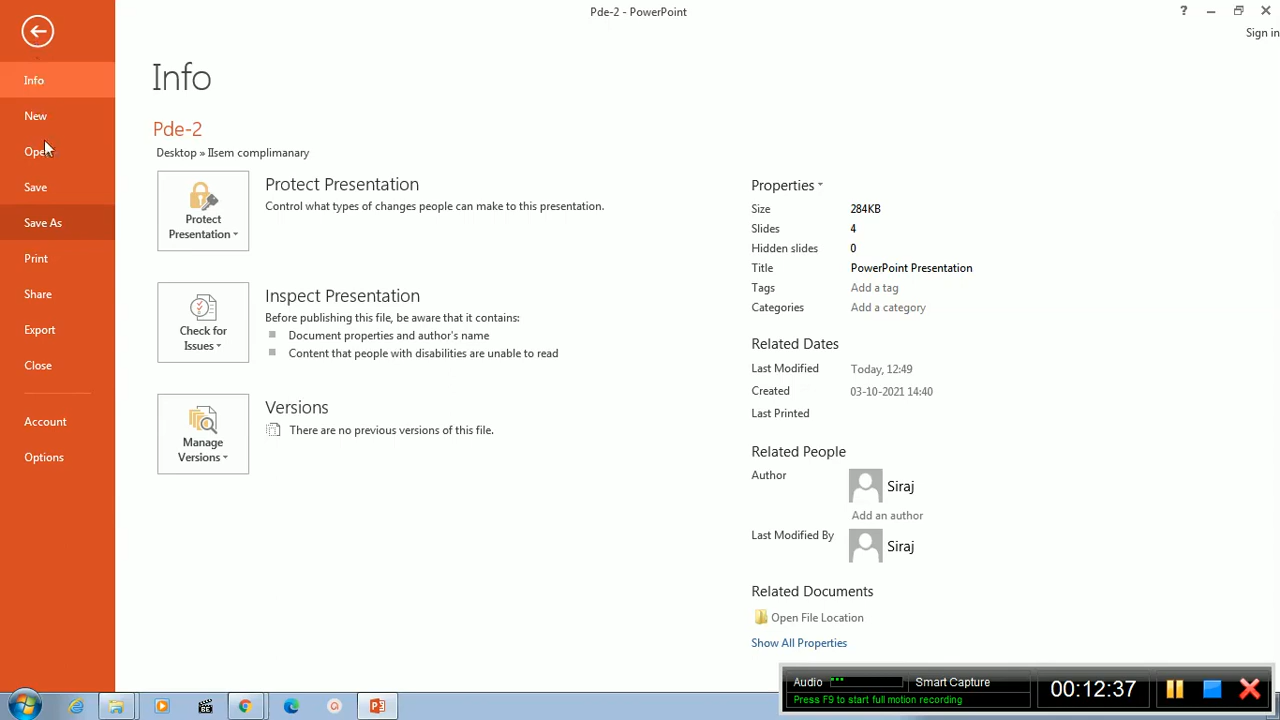 Pde-2 - PowerPoint
Sign in
Info
New
Open
Save
Save As
Print
Share
Export
Close
Account
Options
Info
Pde-2
Desktop » IIsem complimanary
Protect Presentation
Protect Presentation
Control what types of changes people can make to this presentation.
Check for Issues
Inspect Presentation
Before publishing this file, be aware that it contains:
Document properties and author's name
Content that people with disabilities are unable to read
Manage Versions
Versions
There are no previous versions of this file.
Properties
Size 284KB
Slides 4
Hidden slides 0
Title PowerPoint Presentation
Tags Add a tag
Categories Add a category
Related Dates
Last Modified Today, 12:49
Created 03-10-2021 14:40
Last Printed
Related People
Author Siraj
Add an author
Last Modified By Siraj
Related Documents
Open File Location
Show All Properties
Audio Smart Capture 00:12:37
Press F9 to start full motion recording